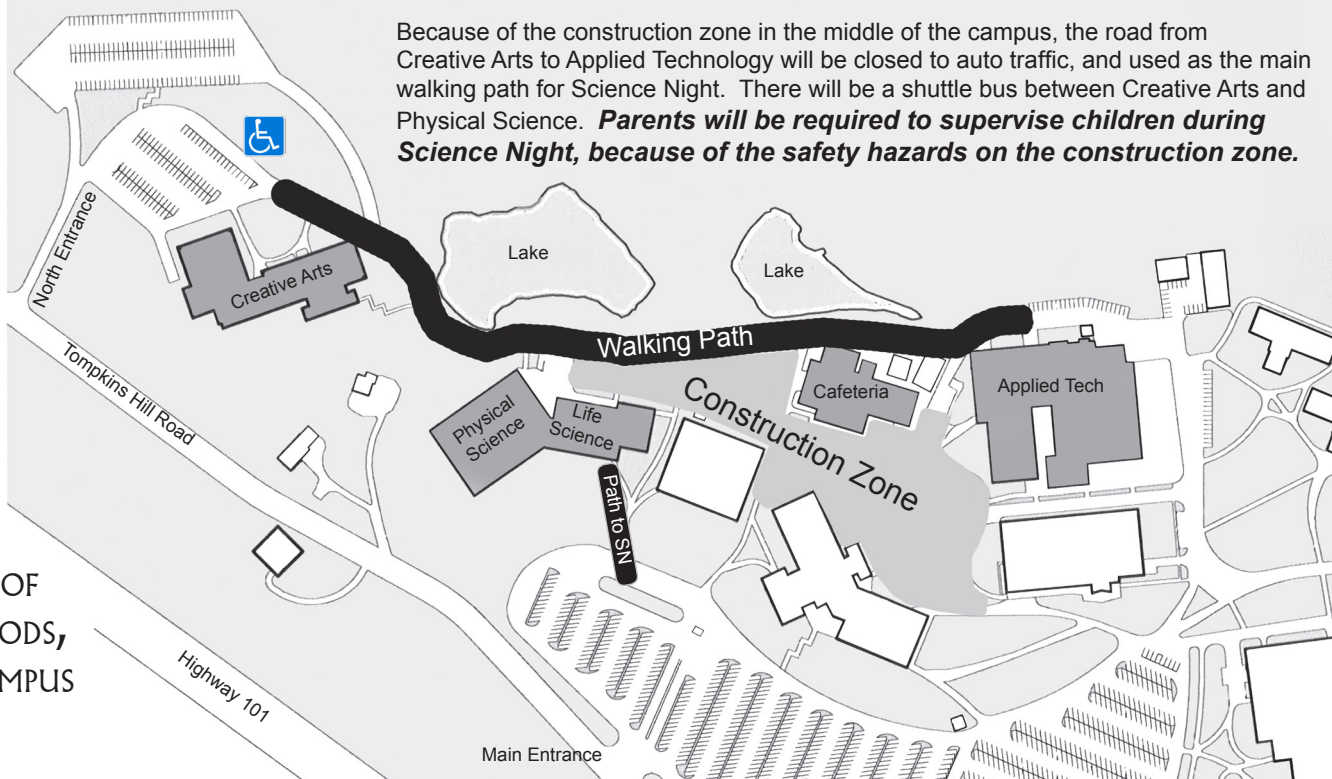 Because of the construction zone in the middle of the campus, the road from
Creative Arts to Applied Technology will be closed to auto traffic, and used as the main
walking path for Science Night.  There will be a shuttle bus between Creative Arts and
Physical Science.  Parents will be required to supervise children during
Science Night, because of the safety hazards on the construction zone.
North Entrance
Creative Arts
Lake
Lake
Walking Path
Tompkins Hill Road
Physical
Science
Life
Science
Construction Zone
Cafeteria
Applied Tech
Path to SN
OF
ODS,
MPUS
Highway 101
Main Entrance